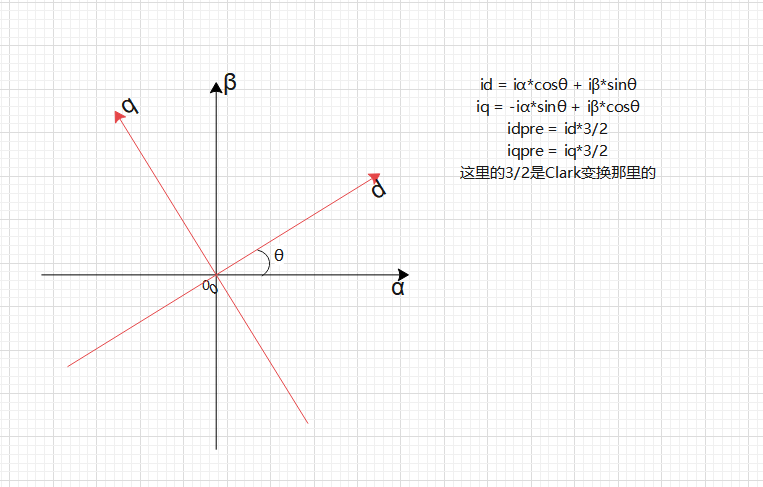 β
q
d
θ
α
0
0
id = iα*cosθ + iβ*sinθ
iq = -iα*sinθ + iβ*cosθ
idpre = id*3/2
iqpre = iq*3/2
这里的3/2是Clark变换那里的